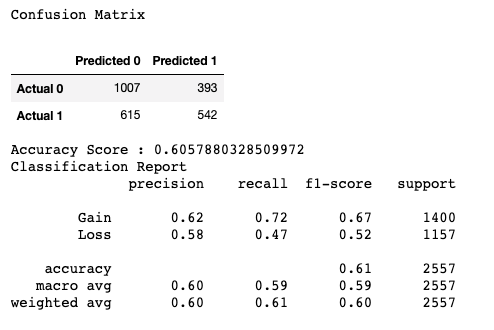 Confusion Matrix
Predicted 0 Predicted 1
Actual 0 1007 393
Actual 1 615 542
Accuracy Score : 0.6057880328509972
Classification Report
precision recall f1-score support
Gain 0.62 0.72 0.67 1400
Loss 0.58 0.47 0.52 1157
accuracy 0.61 2557
macro avg 0.60 0.59 0.59 2557
weighted avg 0.60 0.61 0.60 2557